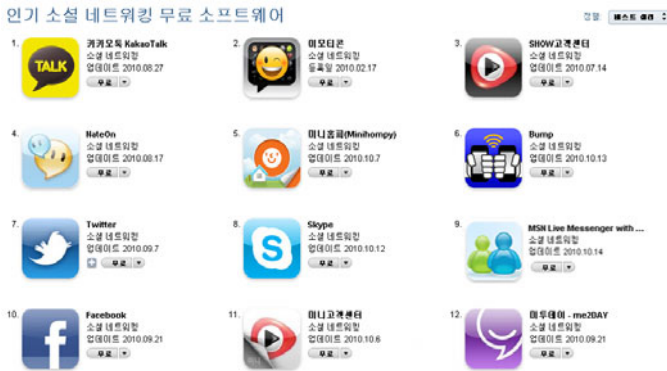 인기 소셜 네트워킹 무료 소프트웨어
정렬: 베스트 셀러
1.
카카오톡 KakaoTalk
소셜 네트워킹
업데이트 2010.08.27
무료
TALK
2.
이모티콘
소셜 네트워킹
등록일 2010.02.17
무료
3.
SHOW고객센터
소셜 네트워킹
업데이트 2010.07.14
무료
4.
NateOn
소셜 네트워킹
업데이트 2010.08.17
무료
5.
미니홈피(Minihompy)
소셜 네트워킹
업데이트 2010.10.7
무료
6.
Bump
소셜 네트워킹
업데이트 2010.10.13
무료
7.
Twitter
소셜 네트워킹
업데이트 2010.09.7
무료
8.
Skype
소셜 네트워킹
업데이트 2010.10.12
무료
S
9.
MSN Live Messenger with ...
소셜 네트워킹
업데이트 2010.10.14
무료
10.
Facebook
소셜 네트워킹
업데이트 2010.09.21
무료
f
11.
미니고객센터
소셜 네트워킹
업데이트 2010.10.6
무료
12.
미투데이 - me2DAY
소셜 네트워킹
업데이트 2010.09.21
무료